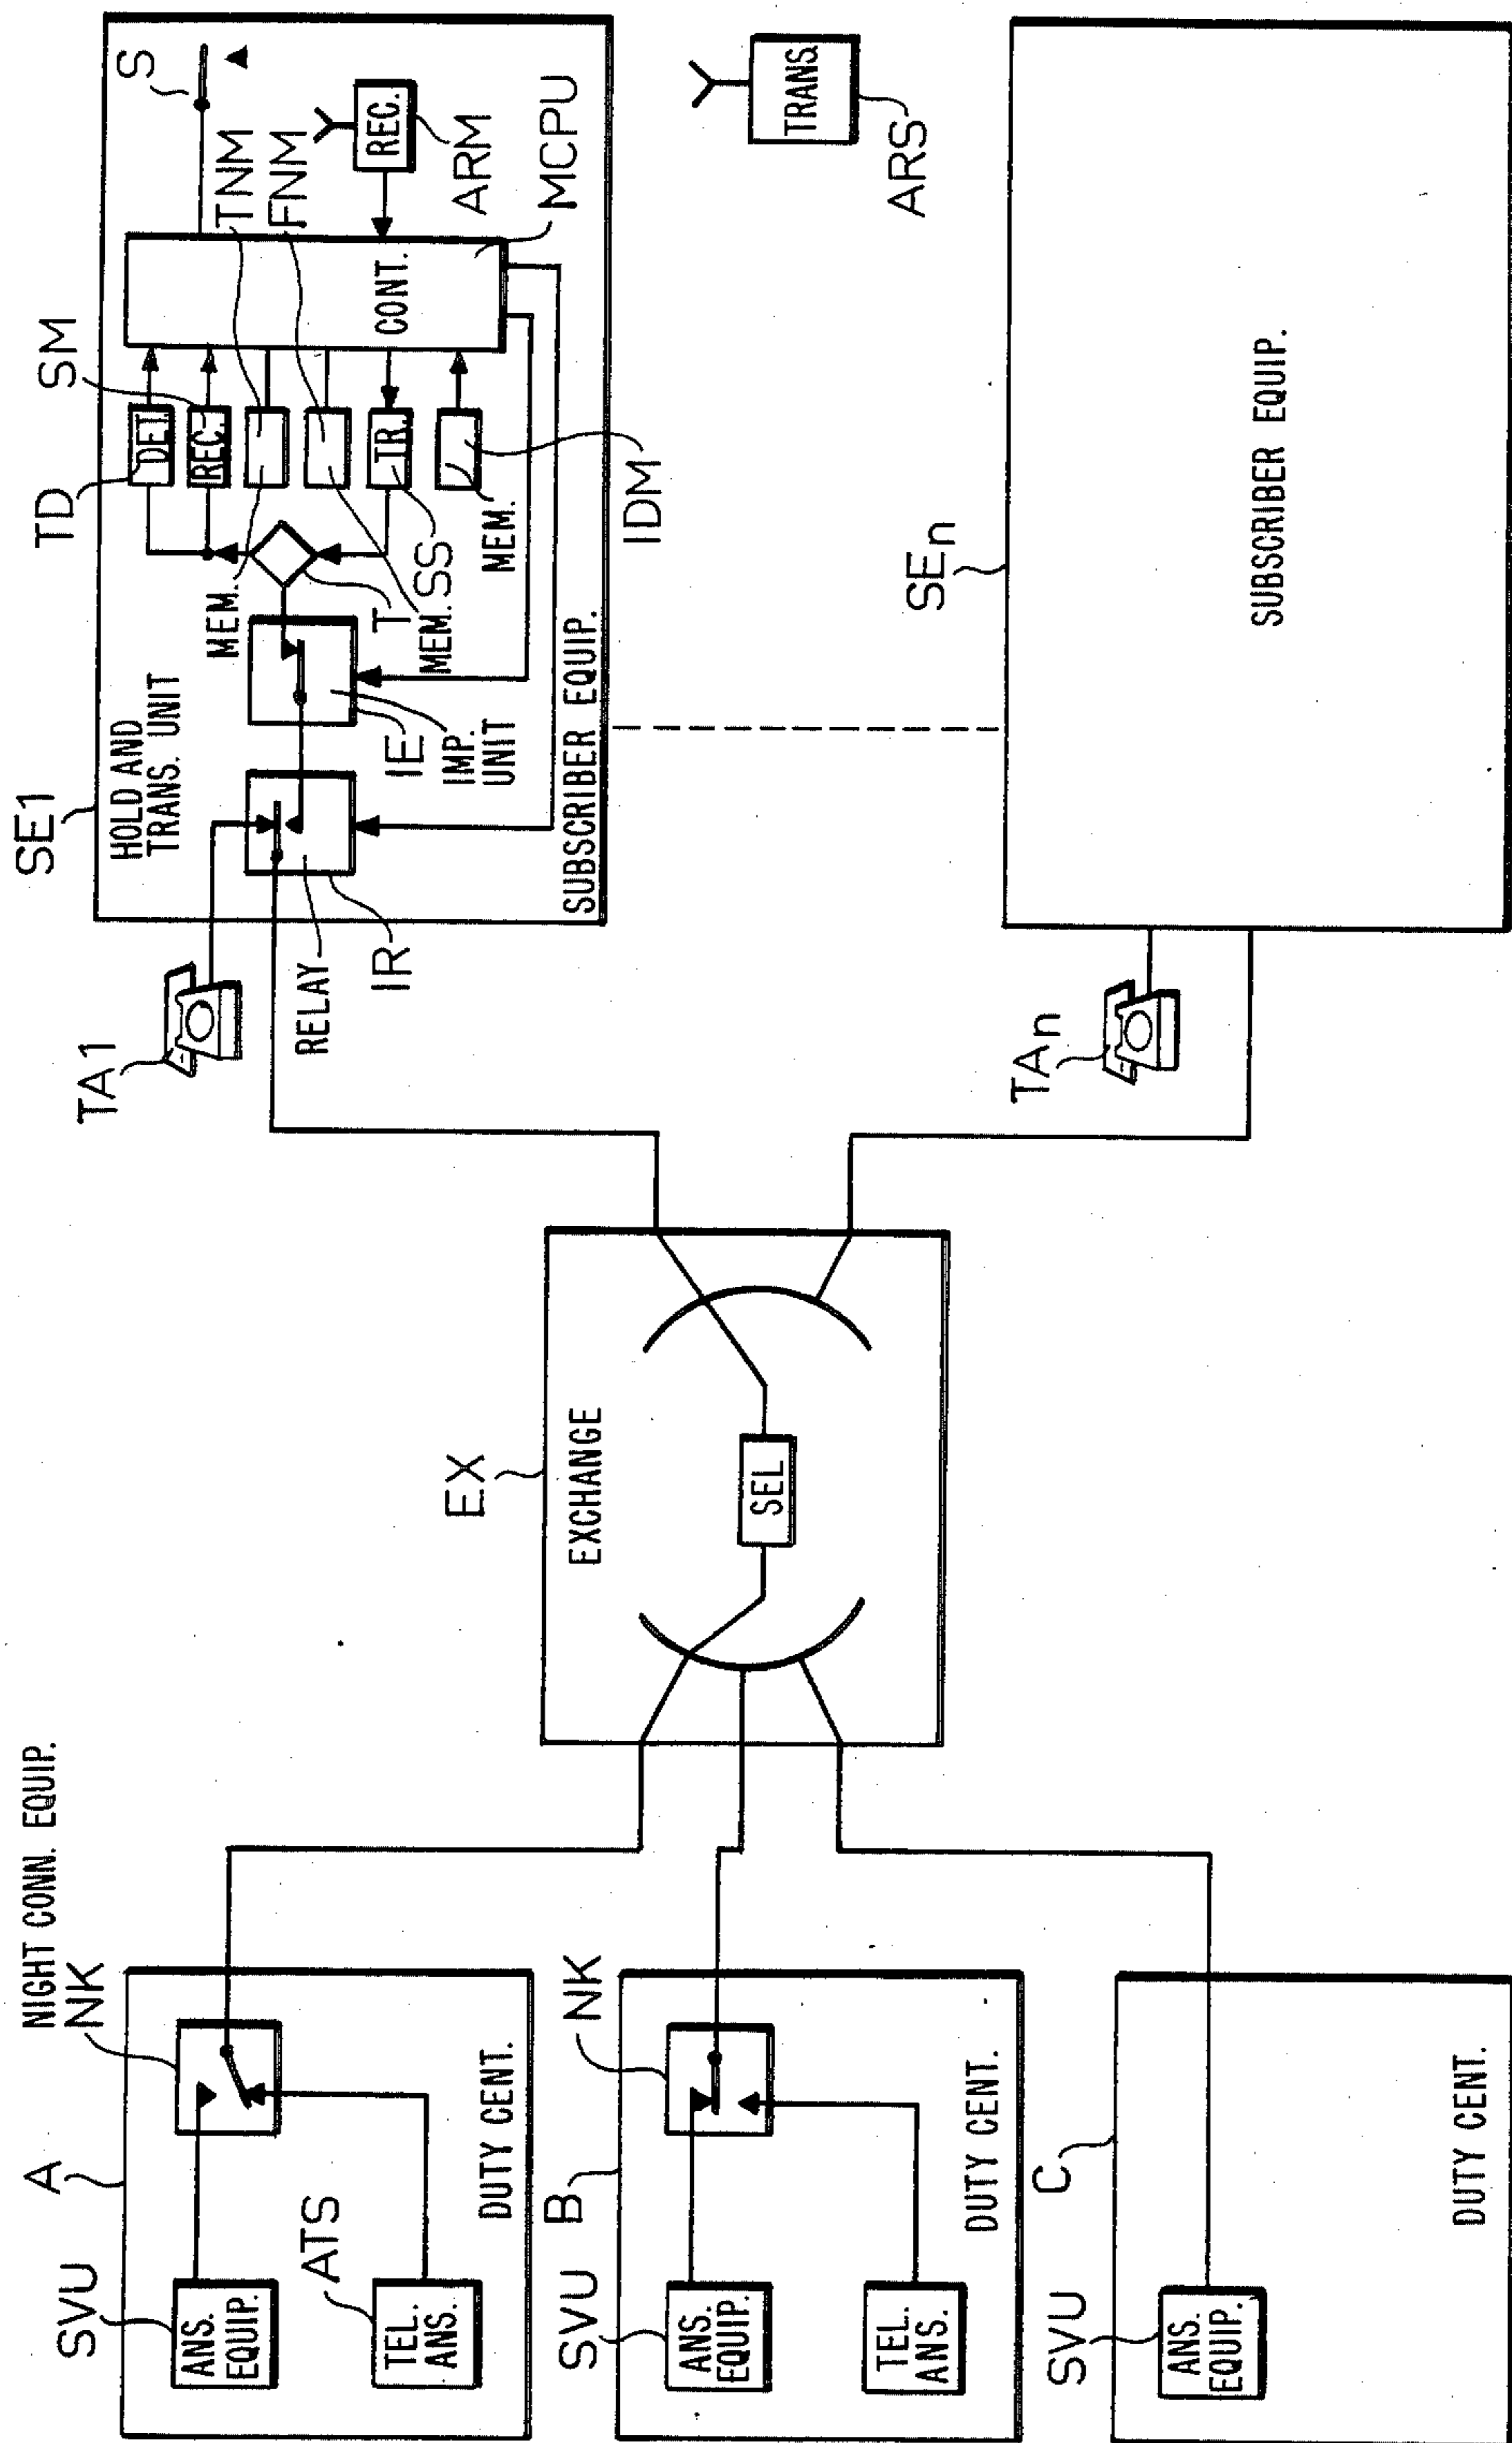 NIGHT CONN. EQUIP.
NK
A
SVU
ANS.
EQUIP.
ATS
TEL.
ANS.
DUTY CENT.
NK
B
SVU
ANS.
EQUIP.
TEL.
ANS.
DUTY CENT.
C
SVU
ANS.
EQUIP.
DUTY CENT.
EX
EXCHANGE
SEL
TA1
RELAY
IR
SE1
HOLD AND
TRANS. UNIT
IE
IMP.
UNIT
T
MEM.
MEM.
SS
MEM.
IDM
TD
DET.
SM
REC.
TR.
TNM
FNM
CONT.
MCPU
S
REC.
ARM
SUBSCRIBER EQUIP.
TRANS.
ARS
TAn
SEn
SUBSCRIBER EQUIP.